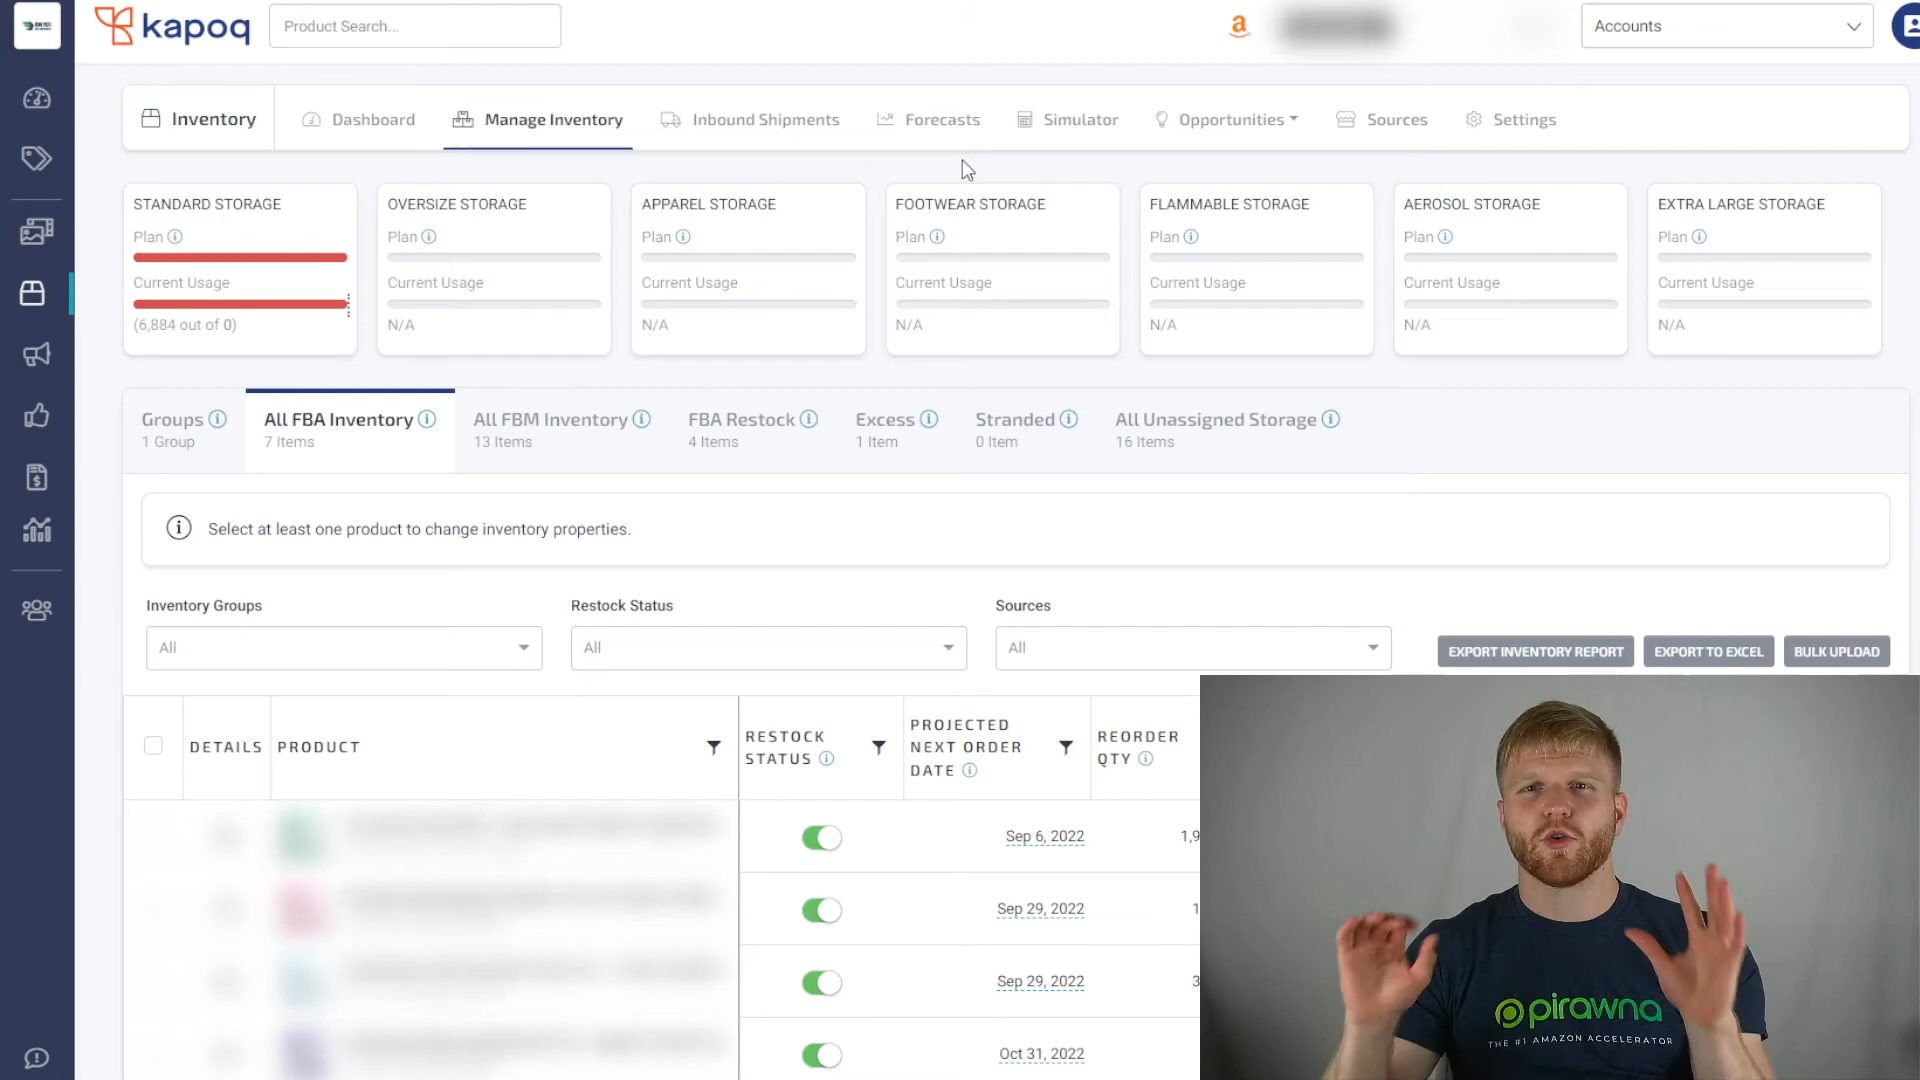 kapoq
Product Search...
a
Accounts
Inventory
Dashboard
Manage Inventory
Inbound Shipments
Forecasts
Simulator
Opportunities
Sources
Settings
STANDARD STORAGE
Plan
Current Usage
(6,884 out of 0)
OVERSIZE STORAGE
Plan
Current Usage
N/A
APPAREL STORAGE
Plan
Current Usage
N/A
FOOTWEAR STORAGE
Plan
Current Usage
N/A
FLAMMABLE STORAGE
Plan
Current Usage
N/A
AEROSOL STORAGE
Plan
Current Usage
N/A
EXTRA LARGE STORAGE
Plan
Current Usage
N/A
Groups
1 Group
All FBA Inventory
7 Items
All FBM Inventory
13 Items
FBA Restock
4 Items
Excess
1 Item
Stranded
0 Item
All Unassigned Storage
16 Items
Select at least one product to change inventory properties.
Inventory Groups
All
Restock Status
All
Sources
All
EXPORT INVENTORY REPORT
EXPORT TO EXCEL
BULK UPLOAD
DETAILS
PRODUCT
RESTOCK
STATUS
PROJECTED
NEXT ORDER
DATE
REORDER
QTY
Sep 6, 2022
1,9
Sep 29, 2022
1
Sep 29, 2022
3
Oct 31, 2022
pirawna
THE #1 AMAZON ACCELERATOR